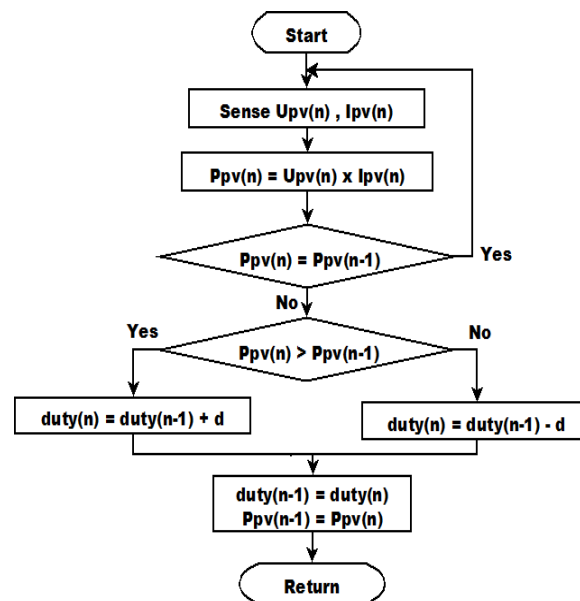 Start
Sense Upv(n) , Ipv(n)
Ppv(n) = Upv(n) x Ipv(n)
Ppv(n) = Ppv(n-1)
Yes
No
Yes
Ppv(n) > Ppv(n-1)
No
duty(n) = duty(n-1) + d
duty(n) = duty(n-1) - d
duty(n-1) = duty(n)
Ppv(n-1) = Ppv(n)
Return